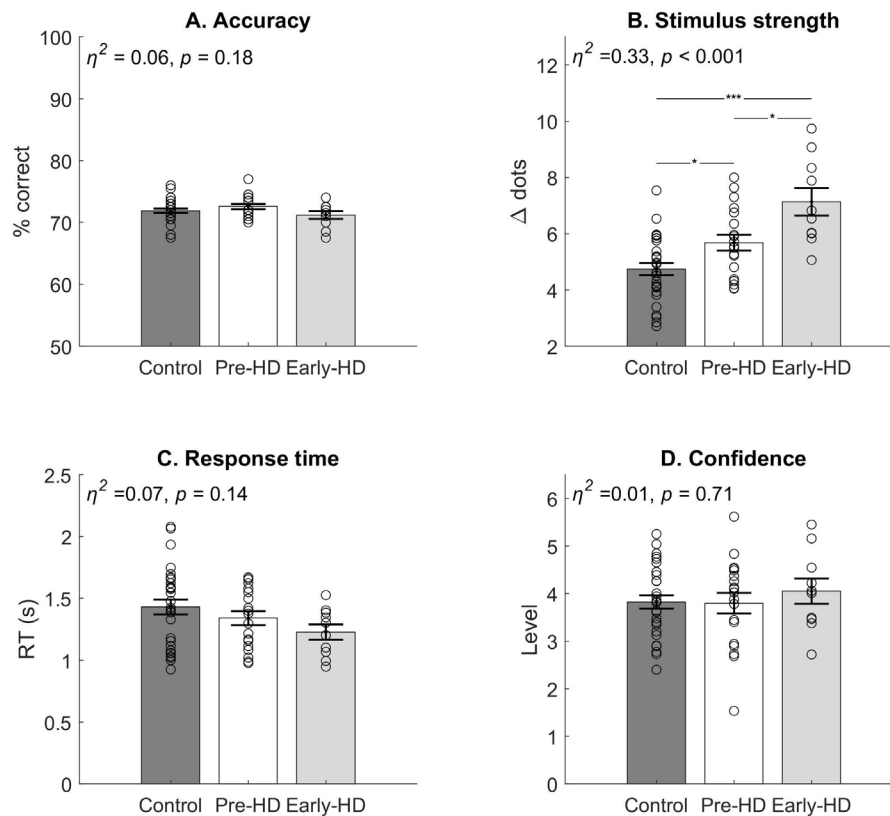 A. Accuracy
η² = 0.06, p = 0.18
% correct
100
90
80
70
60
50
Control Pre-HD Early-HD
B. Stimulus strength
η² =0.33, p < 0.001
Δ dots
12
10
8
6
4
2
***
*
*
Control Pre-HD Early-HD
C. Response time
η² =0.07, p = 0.14
RT (s)
2.5
2
1.5
1
0.5
0
Control Pre-HD Early-HD
D. Confidence
η² =0.01, p = 0.71
Level
6
5
4
3
2
1
0
Control Pre-HD Early-HD